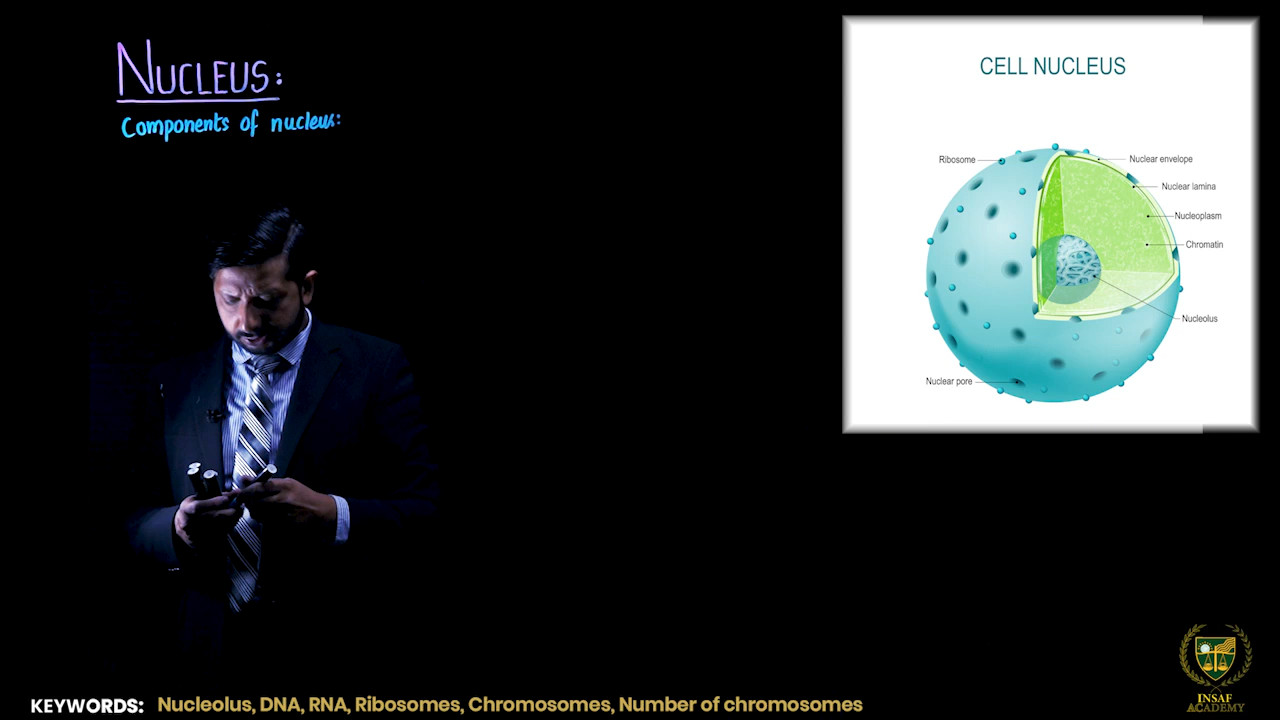 NUCLEUS:
Components of nucleus:
CELL NUCLEUS
Ribosome
Nuclear envelope
Nuclear lamina
Nucleoplasm
Chromatin
Nucleolus
Nuclear pore
INSAF
ACADEMY
KEYWORDS: Nucleolus, DNA, RNA, Ribosomes, Chromosomes, Number of chromosomes